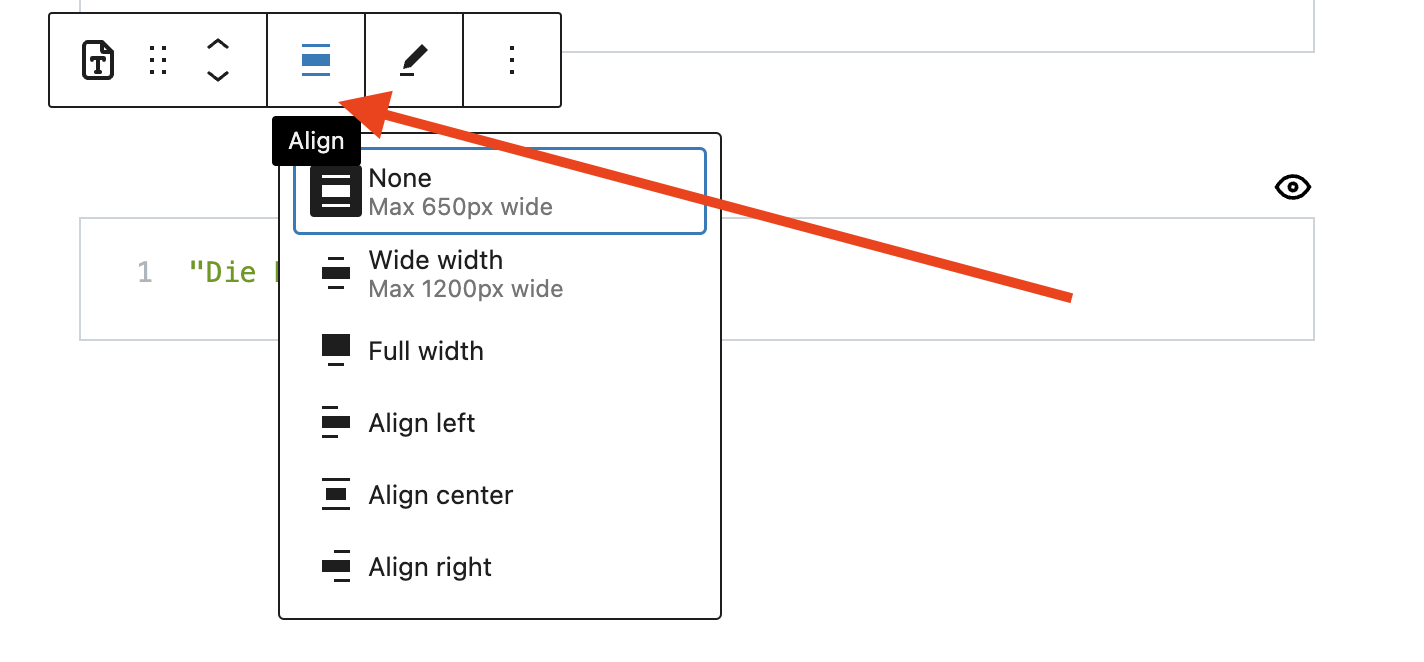 Align
None
Max 650px wide
Wide width
Max 1200px wide
1 "Die
Full width
Align left
Align center
Align right